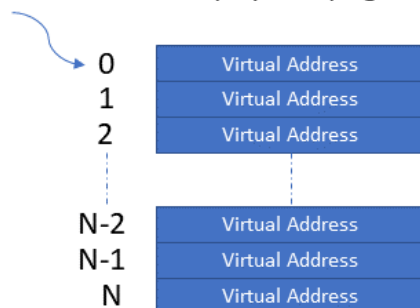 0 Virtual Address
1 Virtual Address
2 Virtual Address
N-2 Virtual Address
N-1 Virtual Address
N Virtual Address